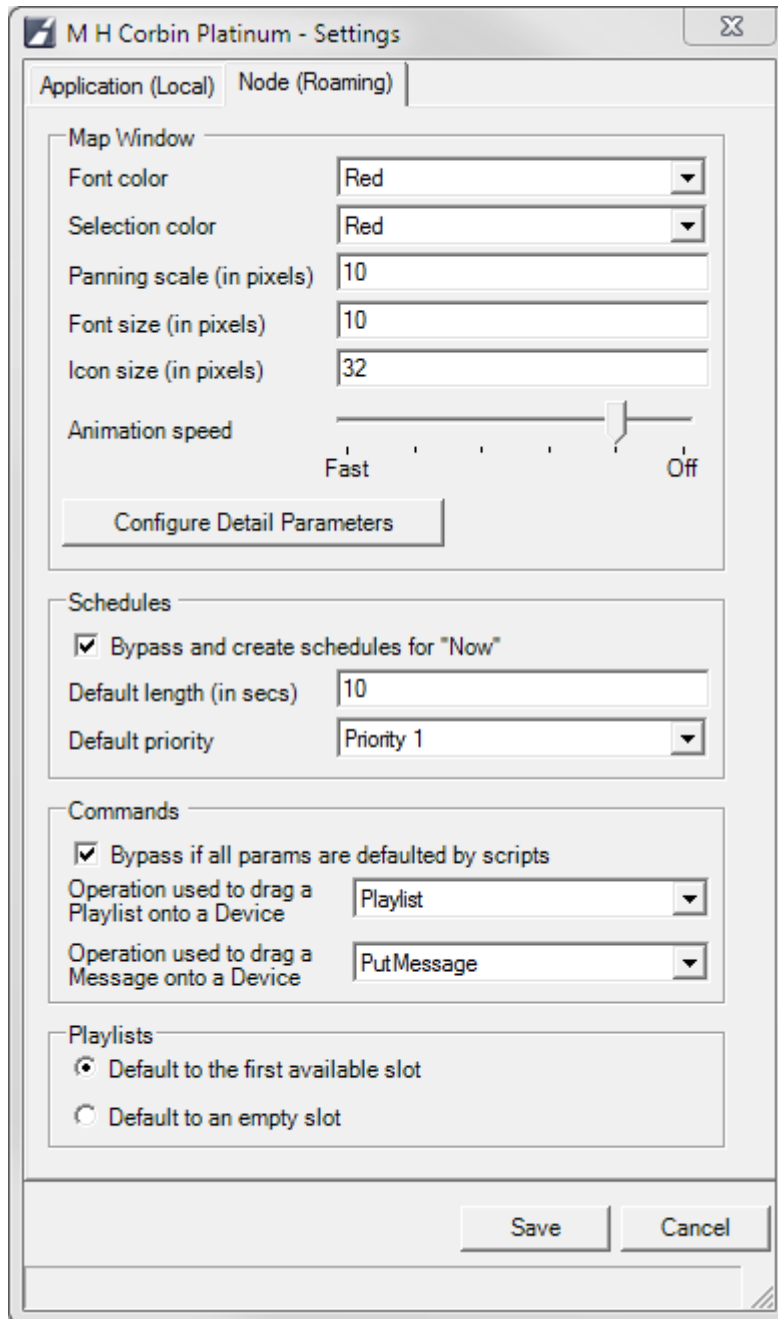 M H Corbin Platinum - Settings
Application (Local) Node (Roaming)
Map Window
Font color Red
Selection color Red
Panning scale (in pixels) 10
Font size (in pixels) 10
Icon size (in pixels) 32
Animation speed
Fast Off
Configure Detail Parameters
Schedules
Bypass and create schedules for "Now"
Default length (in secs) 10
Default priority Priority 1
Commands
Bypass if all params are defaulted by scripts
Operation used to drag a
Playlist onto a Device Playlist
Operation used to drag a
Message onto a Device PutMessage
Playlists
Default to the first available slot
Default to an empty slot
Save Cancel